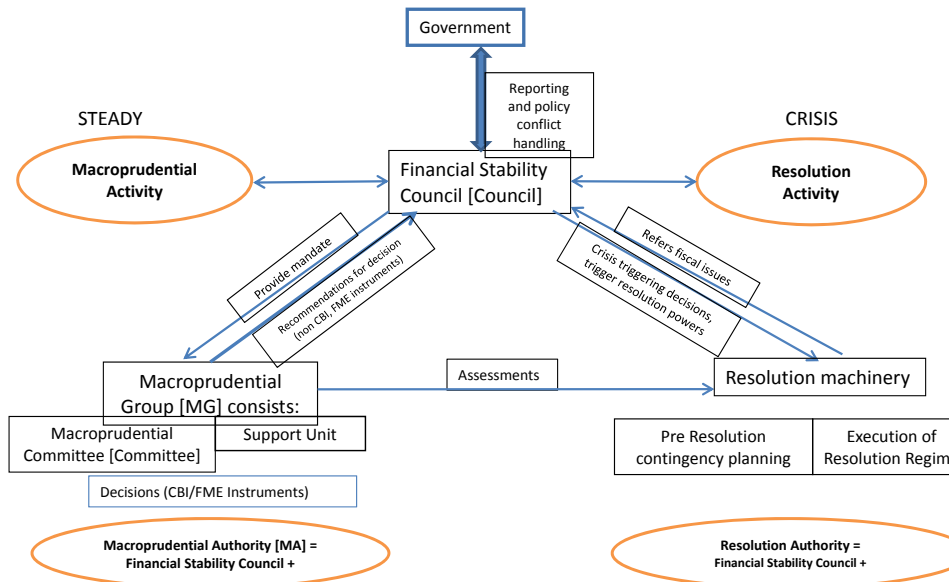 Government
Reporting
and policy
conflict
handling
STEADY
CRISIS
Macroprudential
Activity
Financial Stability
Council [Council]
Resolution
Activity
Provide mandate
Recommendations for decision
(non CBI, FME instruments)
Refers fiscal issues
Crisis triggering decisions,
trigger resolution powers
Macroprudential
Group [MG] consists:
Assessments
Resolution machinery
Macroprudential
Committee [Committee]
Support Unit
Pre Resolution
contingency planning
Execution of
Resolution Regim
Decisions (CBI/FME Instruments)
Macroprudential Authority [MA] =
Financial Stability Council +
Resolution Authority =
Financial Stability Council +